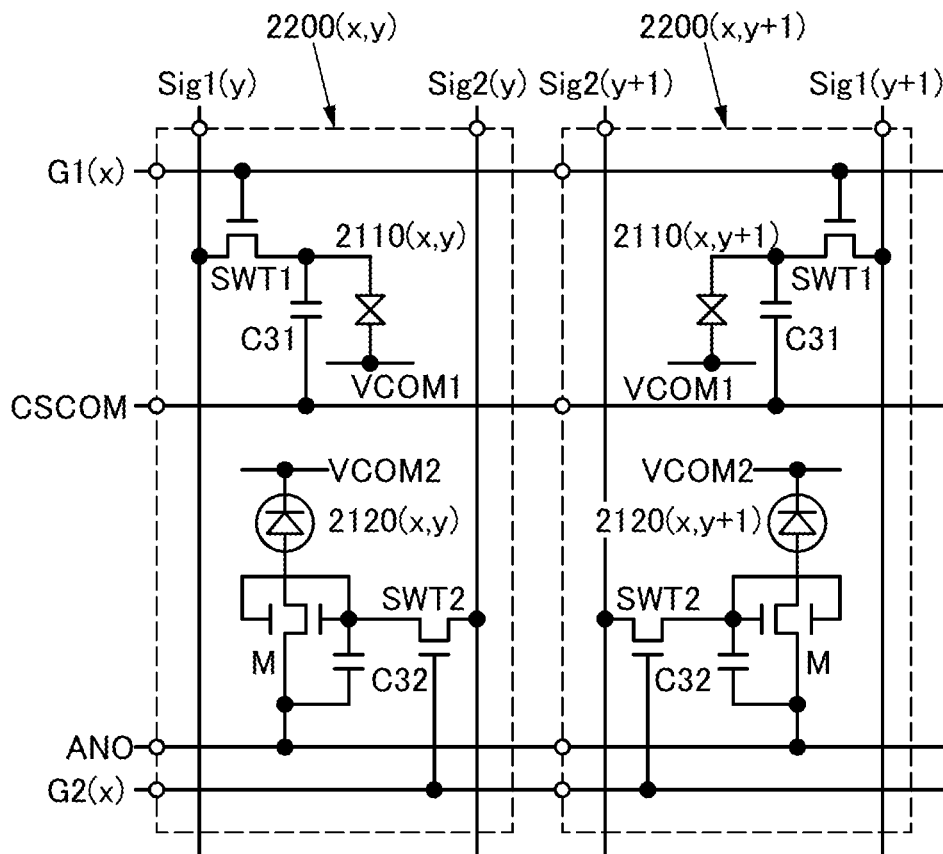 2200(x,y)
2200(x,y+1)
Sig1(y)
Sig2(y)
Sig2(y+1)
Sig1(y+1)
G1(x)
2110(x,y)
2110(x,y+1)
SWT1
SWT1
C31
C31
VCOM1
VCOM1
CSCOM
VCOM2
VCOM2
2120(x,y)
2120(x,y+1)
SWT2
SWT2
M
C32
C32
M
ANO
G2(x)